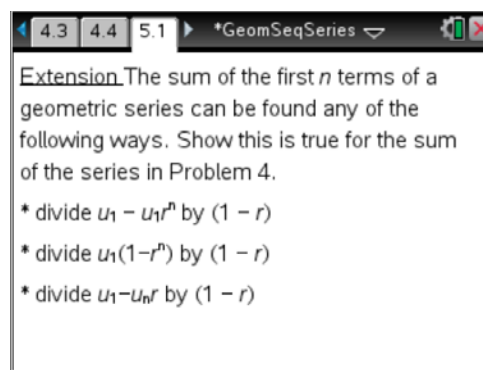 4.3 4.4 5.1 *GeomSeqSeries
Extension The sum of the first n terms of a
geometric series can be found any of the
following ways. Show this is true for the sum
of the series in Problem 4.
* divide u₁ − u₁rⁿ by (1 − r)
* divide u₁(1−rⁿ) by (1 − r)
* divide u₁−uₙr by (1 − r)